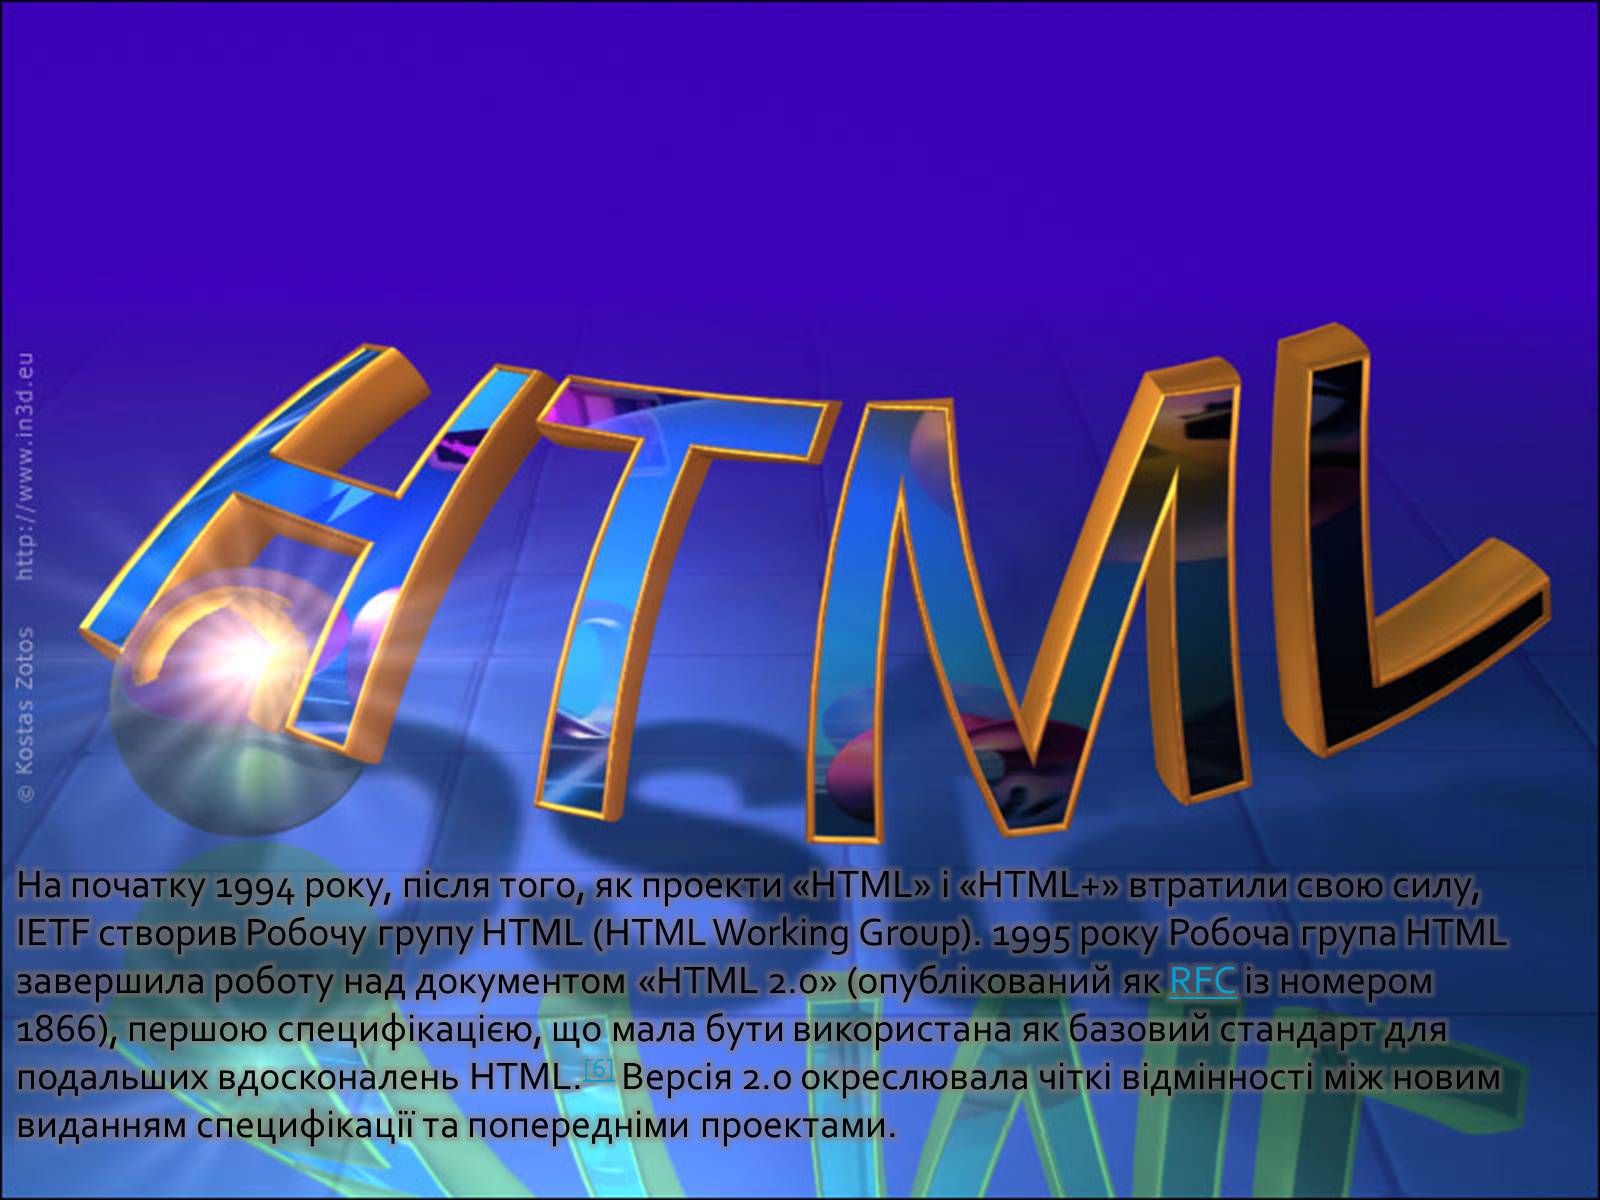 HTML
http://www.in3d.eu
© Kostas Zotos
На початку 1994 року, після того, як проекти «HTML» і «HTML+» втратили свою силу,
IETF створив Робочу групу HTML (HTML Working Group). 1995 року Робоча група HTML
завершила роботу над документом «HTML 2.0» (опублікований як RFC із номером
1866), першою специфікацією, що мала бути використана як базовий стандарт для
подальших вдосконалень HTML.[6] Версія 2.0 окреслювала чіткі відмінності між новим
виданням специфікації та попередніми проектами.